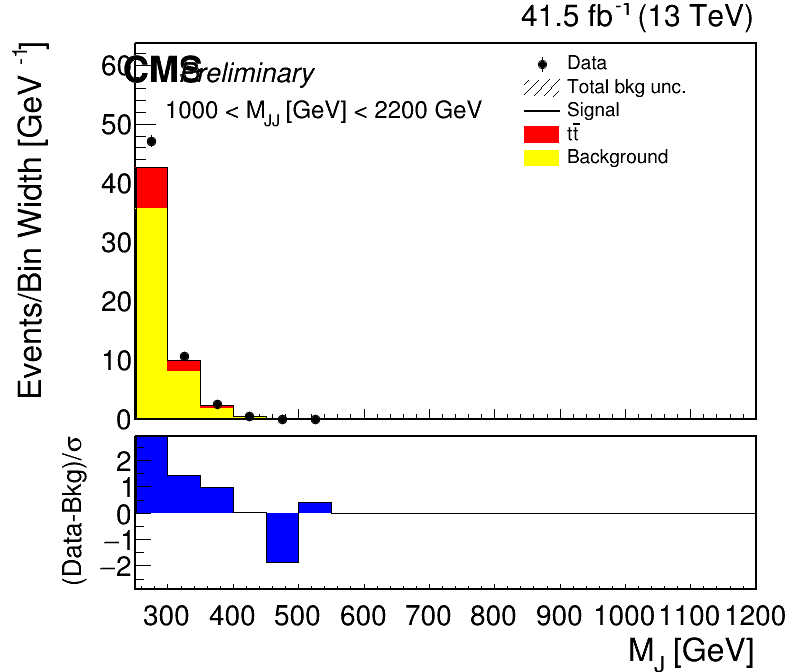 41.5 fb⁻¹ (13 TeV)
CMS Preliminary
1000 < M_JJ [GeV] < 2200 GeV
Data
Total bkg unc.
Signal
tt̄
Background
Events/Bin Width [GeV⁻¹]
60
50
40
30
20
10
0
(Data-Bkg)/σ
2
1
0
−1
−2
300 400 500 600 700 800 900 1000 1100 1200
M_J [GeV]